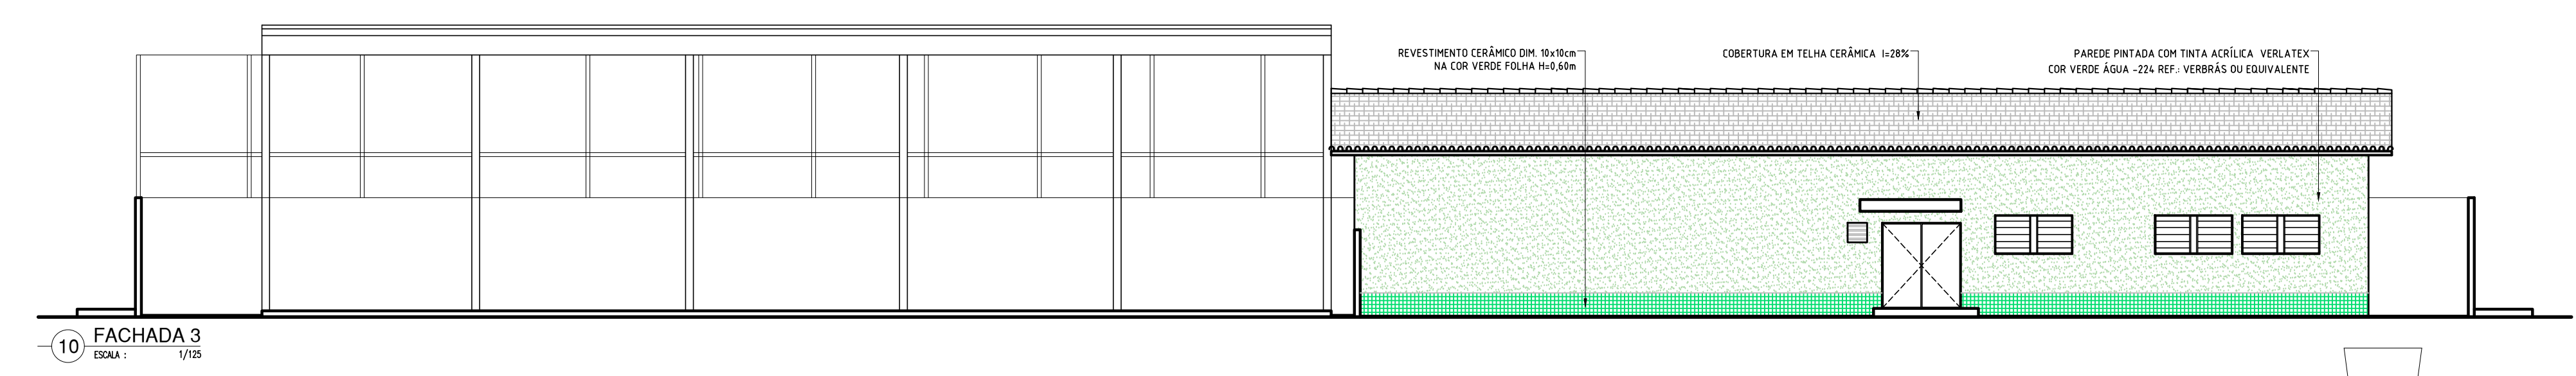 REVESTIMENTO CERÂMICO DIM. 10x10cm
NA COR VERDE FOLHA H=0,60m
COBERTURA EM TELHA CERÂMICA I=28%
PAREDE PINTADA COM TINTA ACRÍLICA VERLATEX
COR VERDE ÁGUA -224 REF.: VERBRÁS OU EQUIVALENTE
10 FACHADA 3
ESCALA : 1/125